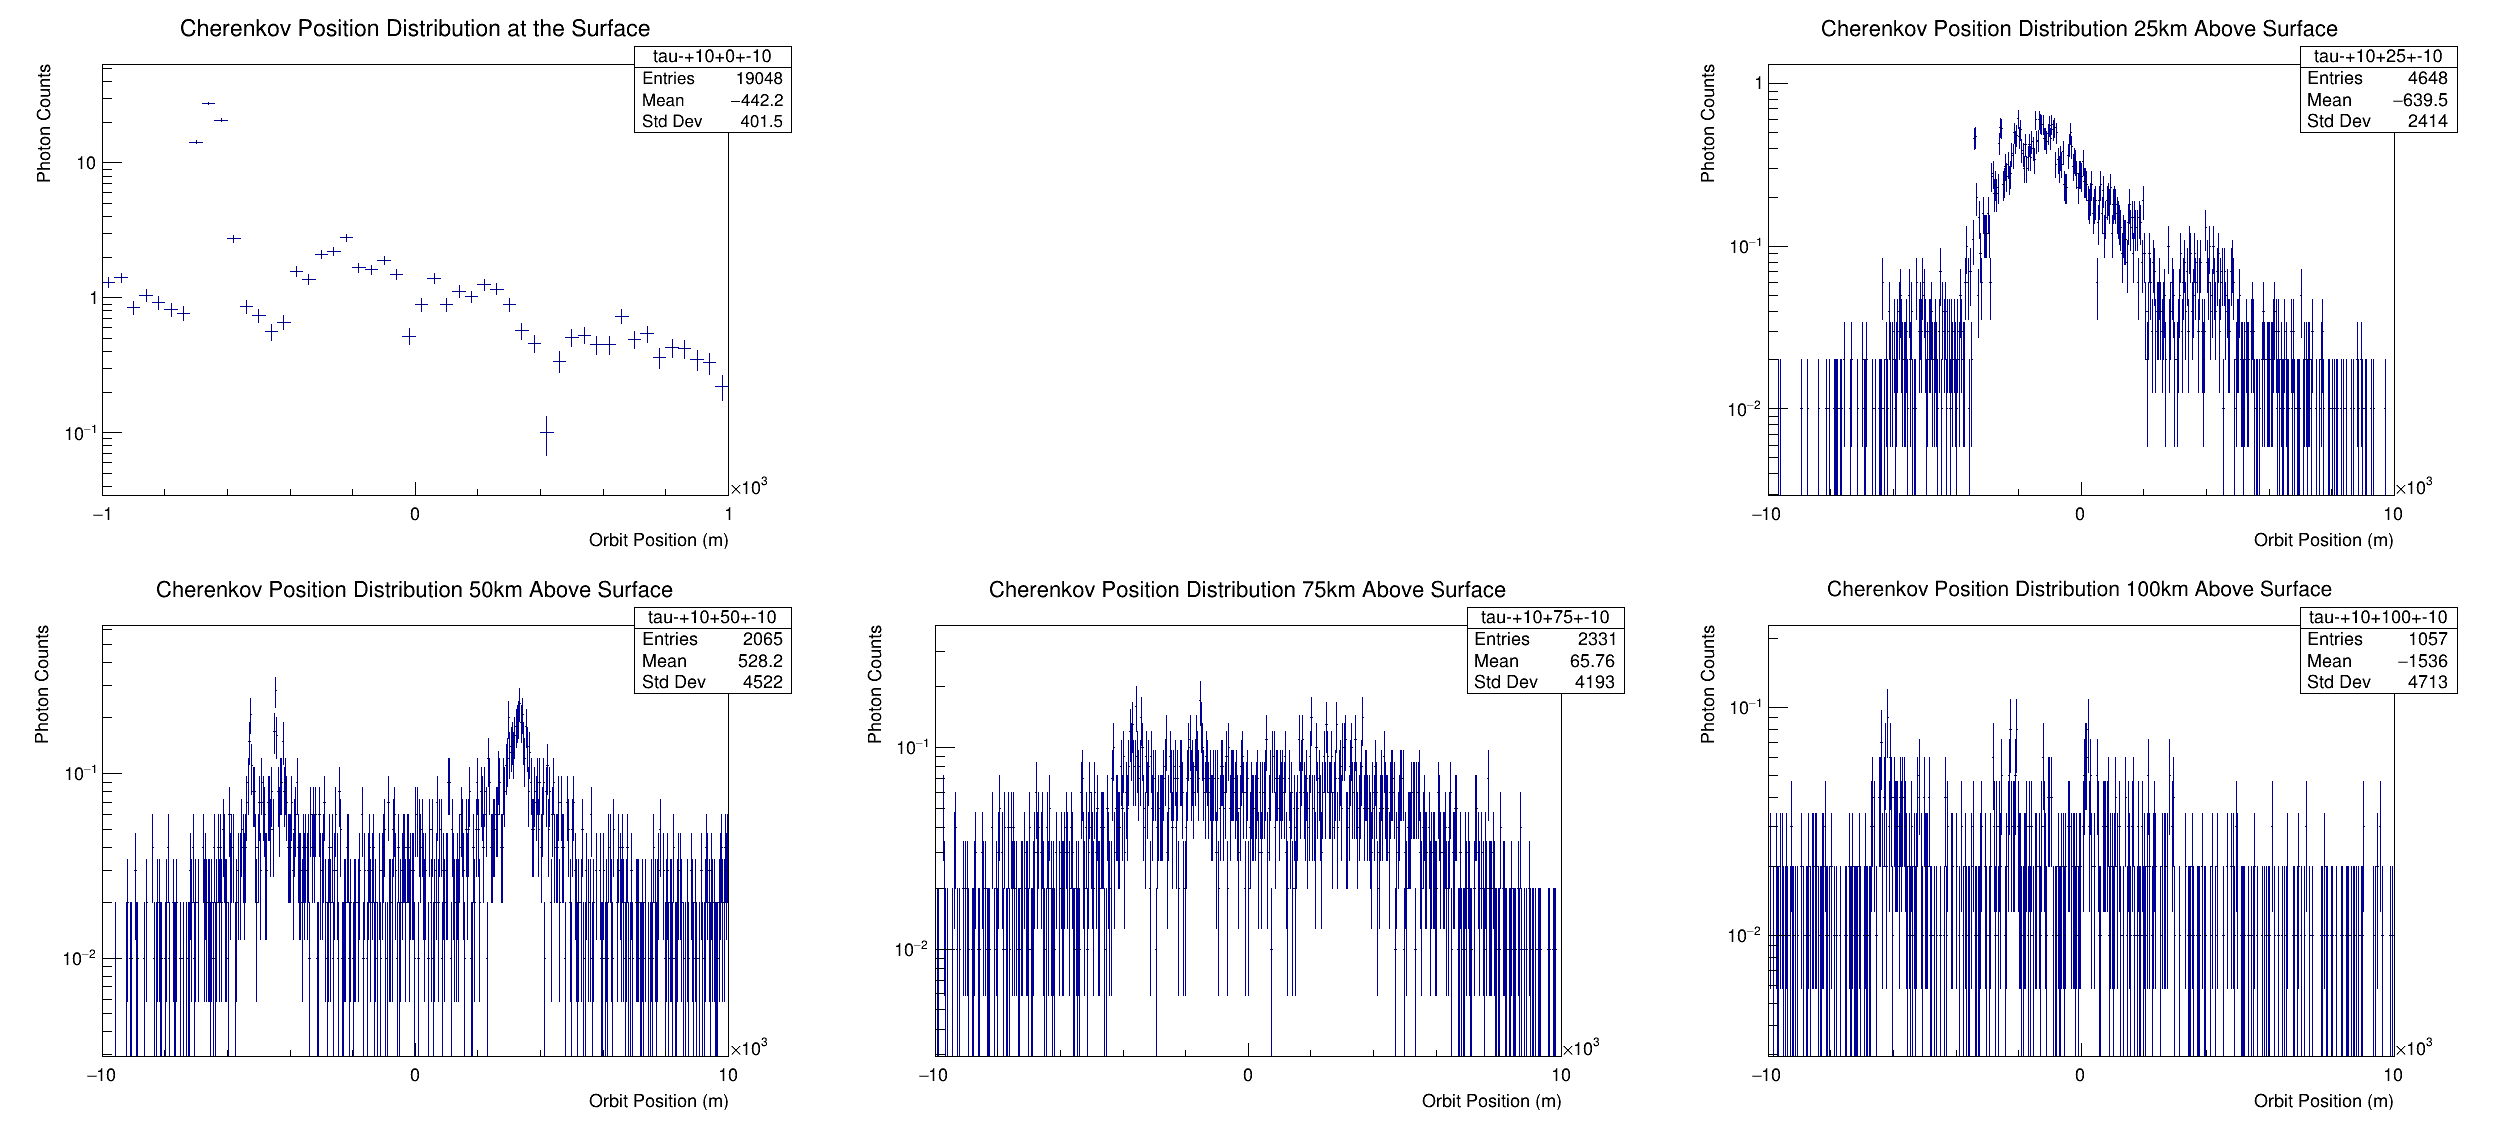 Cherenkov Position Distribution at the Surface
tau-+10+0+-10
Entries 19048
Mean −442.2
Std Dev 401.5
Photon Counts
10
1
10−1
×103
−1 0 1
Orbit Position (m)
Cherenkov Position Distribution 25km Above Surface
tau-+10+25+-10
Entries 4648
Mean −639.5
Std Dev 2414
Photon Counts
1
10−1
10−2
×103
−10 0 10
Orbit Position (m)
Cherenkov Position Distribution 50km Above Surface
tau-+10+50+-10
Entries 2065
Mean 528.2
Std Dev 4522
Photon Counts
10−1
10−2
×103
−10 0 10
Orbit Position (m)
Cherenkov Position Distribution 75km Above Surface
tau-+10+75+-10
Entries 2331
Mean 65.76
Std Dev 4193
Photon Counts
10−1
10−2
×103
−10 0 10
Orbit Position (m)
Cherenkov Position Distribution 100km Above Surface
tau-+10+100+-10
Entries 1057
Mean −1536
Std Dev 4713
Photon Counts
10−1
10−2
×103
−10 0 10
Orbit Position (m)